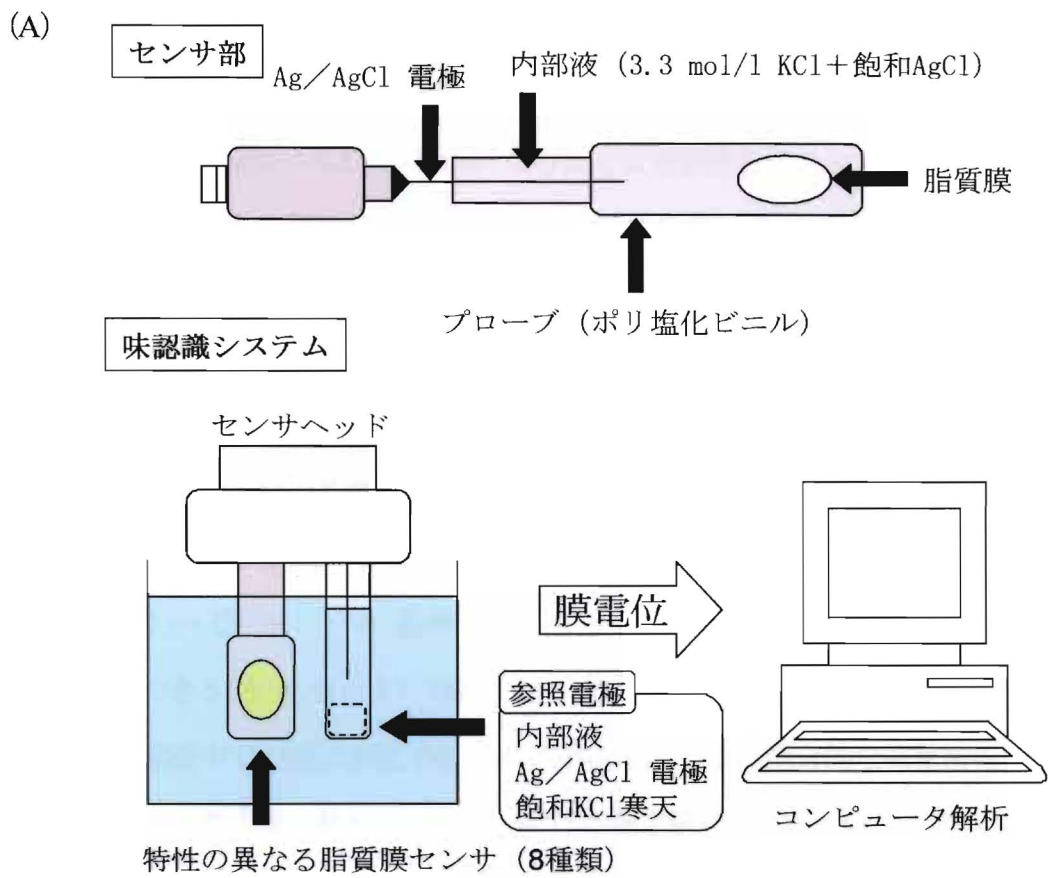 (A)
センサ部
Ag／AgCl 電極
内部液 (3.3 mol/l KCl＋飽和AgCl)
脂質膜
プローブ (ポリ塩化ビニル)
味認識システム
センサヘッド
膜電位
参照電極
内部液
Ag／AgCl 電極
飽和KCl寒天
コンピュータ解析
特性の異なる脂質膜センサ (8種類)